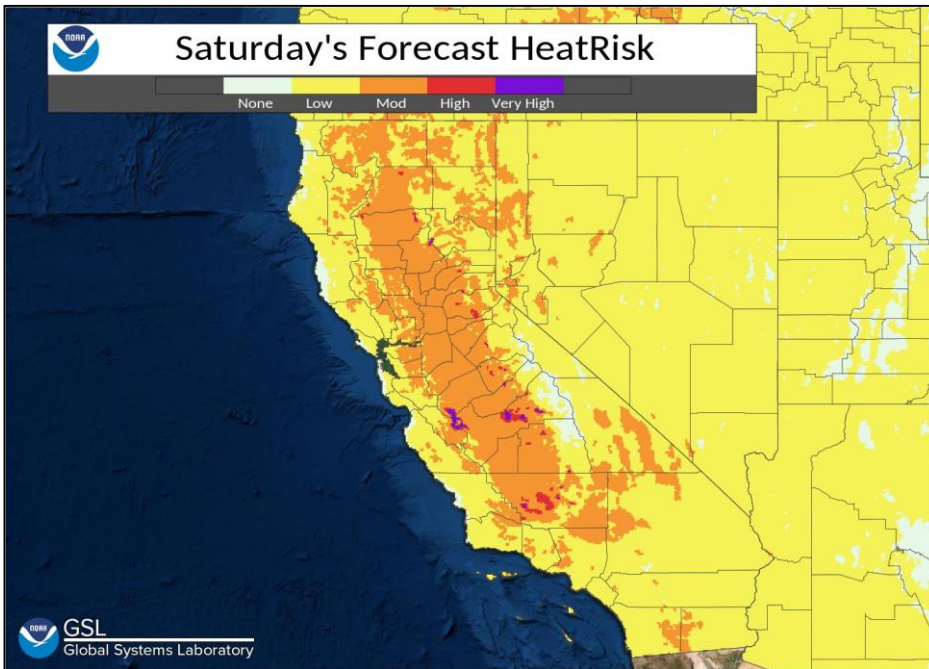 NOAA
Saturday's Forecast HeatRisk
None Low Mod High Very High
NOAA
GSL
Global Systems Laboratory